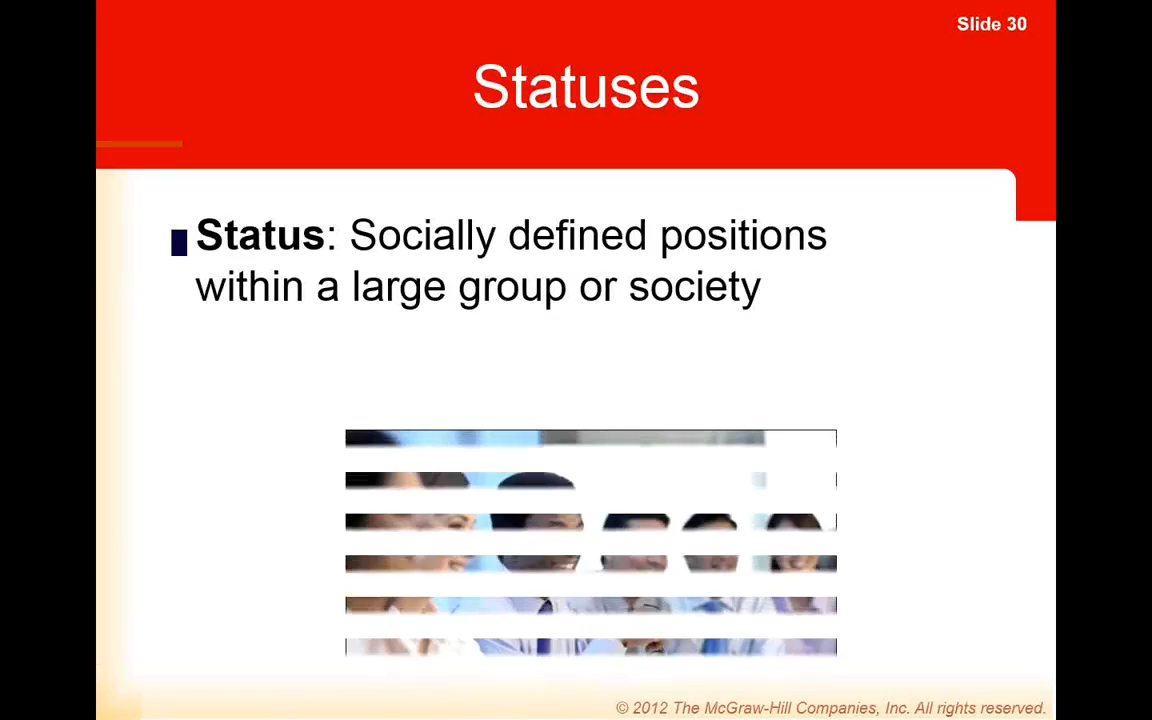 Slide 30
Statuses
Status: Socially defined positions
within a large group or society
© 2012 The McGraw-Hill Companies, Inc. All rights reserved.